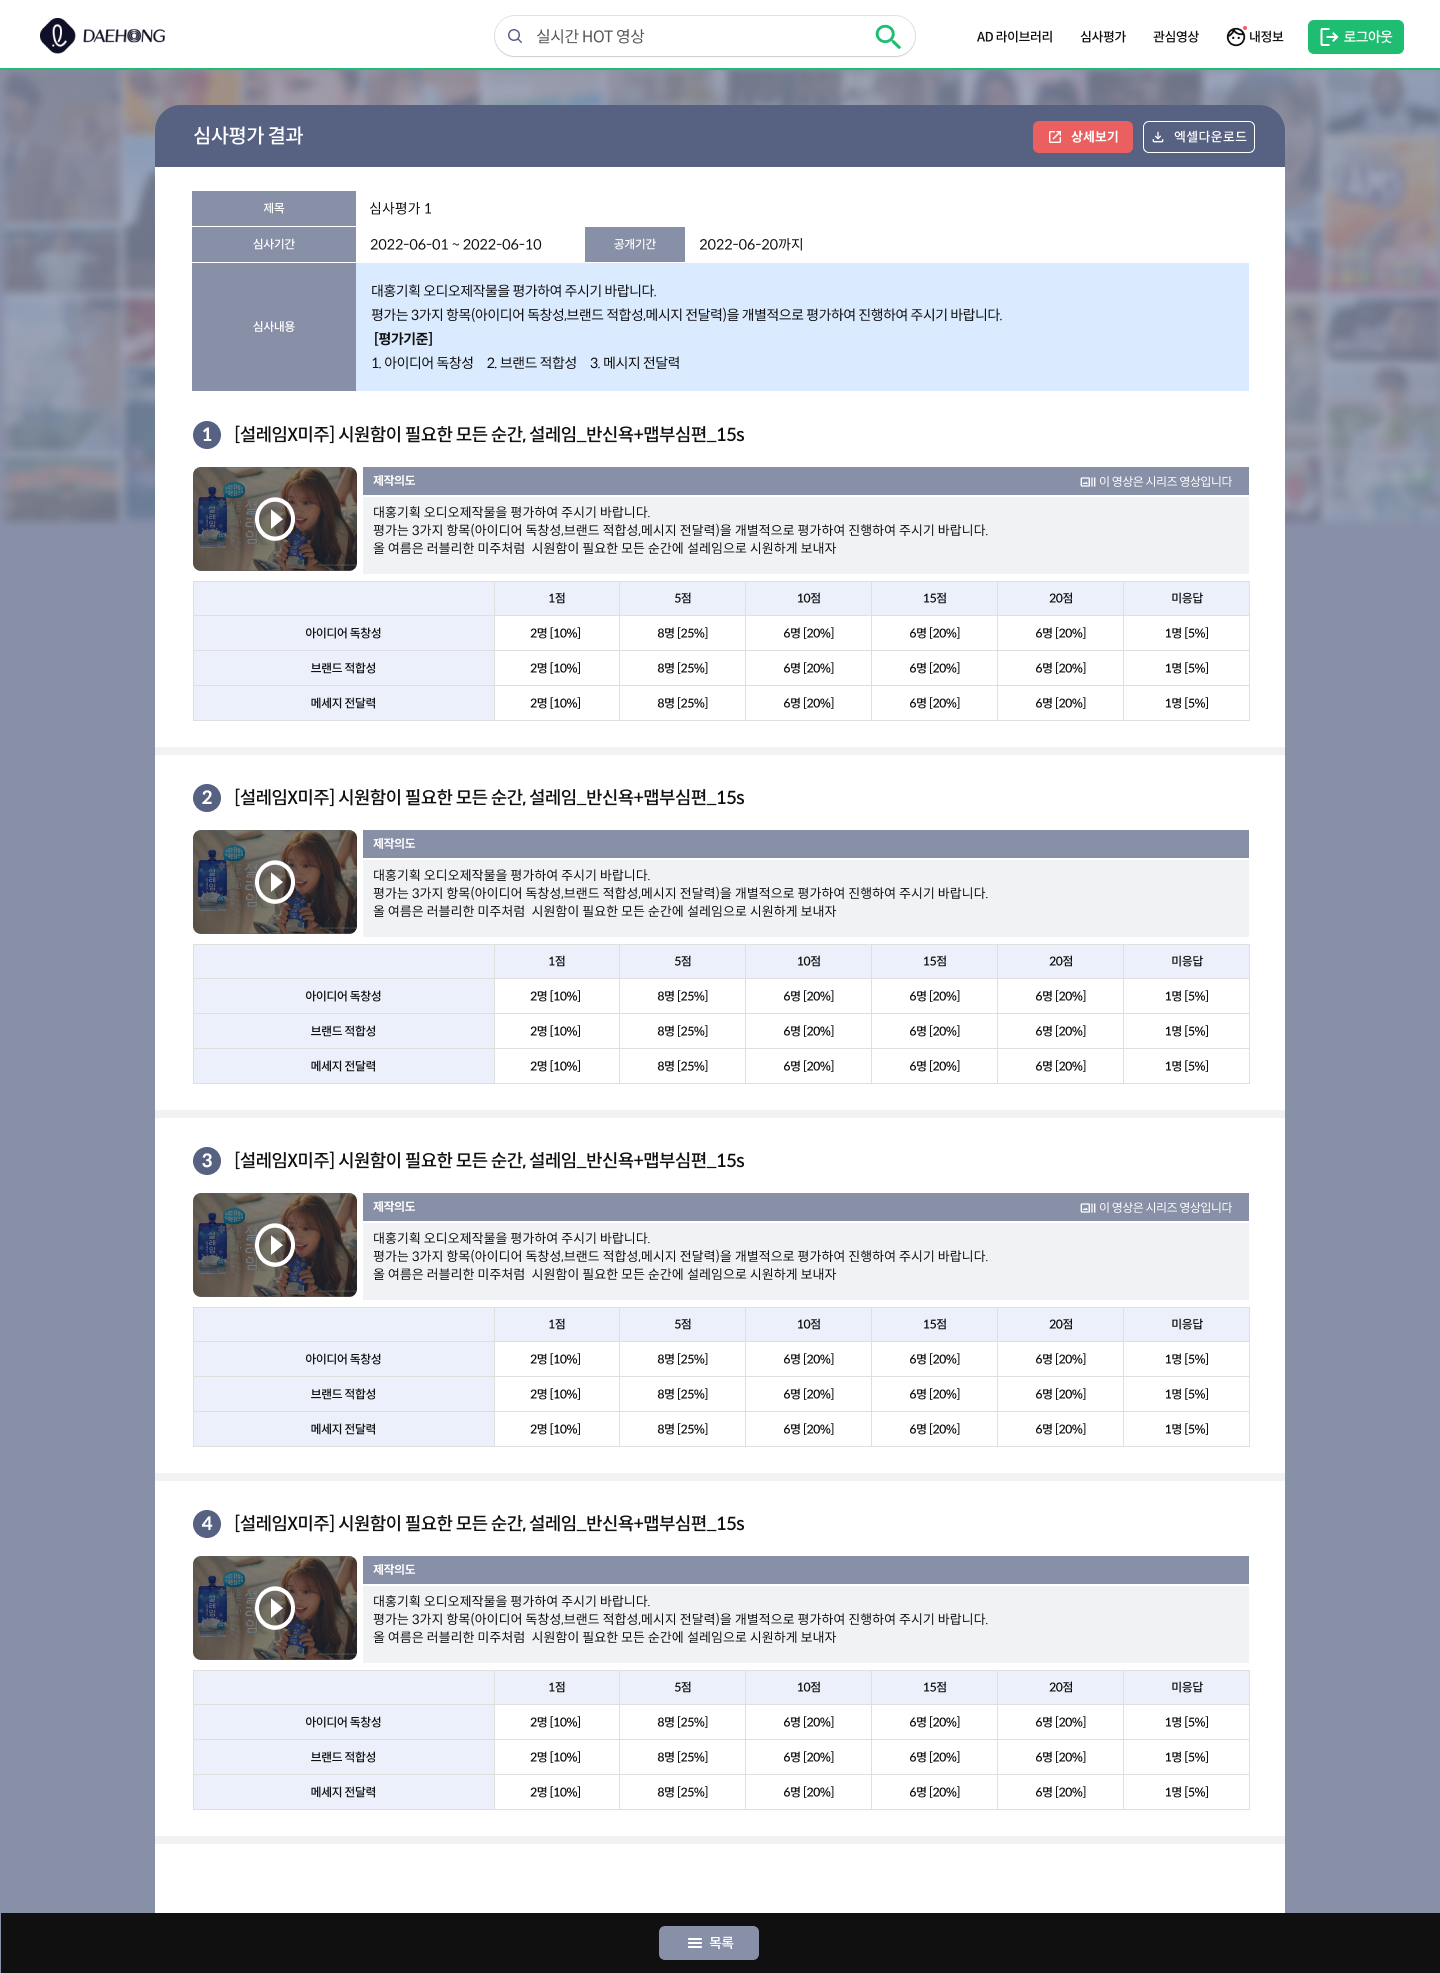 DAEHONG
실시간 HOT 영상
AD 라이브러리
심사평가
관심영상
내정보
로그아웃
심사평가 결과
상세보기
엑셀다운로드
제목
심사평가 1
심사기간
2022-06-01 ~ 2022-06-10
공개기간
2022-06-20까지
심사내용
대홍기획 오디오제작물을 평가하여 주시기 바랍니다.
평가는 3가지 항목(아이디어 독창성,브랜드 적합성,메시지 전달력)을 개별적으로 평가하여 진행하여 주시기 바랍니다.
[평가기준]
1. 아이디어 독창성 2. 브랜드 적합성 3. 메시지 전달력
1 [설레임X미주] 시원함이 필요한 모든 순간, 설레임_반신욕+맵부심편_15s
제작의도
이 영상은 시리즈 영상입니다
대홍기획 오디오제작물을 평가하여 주시기 바랍니다.
평가는 3가지 항목(아이디어 독창성,브랜드 적합성,메시지 전달력)을 개별적으로 평가하여 진행하여 주시기 바랍니다.
올 여름은 러블리한 미주처럼 시원함이 필요한 모든 순간에 설레임으로 시원하게 보내자
1점 5점 10점 15점 20점 미응답
아이디어 독창성 2명 [10%] 8명 [25%] 6명 [20%] 6명 [20%] 6명 [20%] 1명 [5%]
브랜드 적합성 2명 [10%] 8명 [25%] 6명 [20%] 6명 [20%] 6명 [20%] 1명 [5%]
메세지 전달력 2명 [10%] 8명 [25%] 6명 [20%] 6명 [20%] 6명 [20%] 1명 [5%]
2 [설레임X미주] 시원함이 필요한 모든 순간, 설레임_반신욕+맵부심편_15s
제작의도
대홍기획 오디오제작물을 평가하여 주시기 바랍니다.
평가는 3가지 항목(아이디어 독창성,브랜드 적합성,메시지 전달력)을 개별적으로 평가하여 진행하여 주시기 바랍니다.
올 여름은 러블리한 미주처럼 시원함이 필요한 모든 순간에 설레임으로 시원하게 보내자
1점 5점 10점 15점 20점 미응답
아이디어 독창성 2명 [10%] 8명 [25%] 6명 [20%] 6명 [20%] 6명 [20%] 1명 [5%]
브랜드 적합성 2명 [10%] 8명 [25%] 6명 [20%] 6명 [20%] 6명 [20%] 1명 [5%]
메세지 전달력 2명 [10%] 8명 [25%] 6명 [20%] 6명 [20%] 6명 [20%] 1명 [5%]
3 [설레임X미주] 시원함이 필요한 모든 순간, 설레임_반신욕+맵부심편_15s
제작의도
이 영상은 시리즈 영상입니다
대홍기획 오디오제작물을 평가하여 주시기 바랍니다.
평가는 3가지 항목(아이디어 독창성,브랜드 적합성,메시지 전달력)을 개별적으로 평가하여 진행하여 주시기 바랍니다.
올 여름은 러블리한 미주처럼 시원함이 필요한 모든 순간에 설레임으로 시원하게 보내자
1점 5점 10점 15점 20점 미응답
아이디어 독창성 2명 [10%] 8명 [25%] 6명 [20%] 6명 [20%] 6명 [20%] 1명 [5%]
브랜드 적합성 2명 [10%] 8명 [25%] 6명 [20%] 6명 [20%] 6명 [20%] 1명 [5%]
메세지 전달력 2명 [10%] 8명 [25%] 6명 [20%] 6명 [20%] 6명 [20%] 1명 [5%]
4 [설레임X미주] 시원함이 필요한 모든 순간, 설레임_반신욕+맵부심편_15s
제작의도
대홍기획 오디오제작물을 평가하여 주시기 바랍니다.
평가는 3가지 항목(아이디어 독창성,브랜드 적합성,메시지 전달력)을 개별적으로 평가하여 진행하여 주시기 바랍니다.
올 여름은 러블리한 미주처럼 시원함이 필요한 모든 순간에 설레임으로 시원하게 보내자
1점 5점 10점 15점 20점 미응답
아이디어 독창성 2명 [10%] 8명 [25%] 6명 [20%] 6명 [20%] 6명 [20%] 1명 [5%]
브랜드 적합성 2명 [10%] 8명 [25%] 6명 [20%] 6명 [20%] 6명 [20%] 1명 [5%]
메세지 전달력 2명 [10%] 8명 [25%] 6명 [20%] 6명 [20%] 6명 [20%] 1명 [5%]
목록